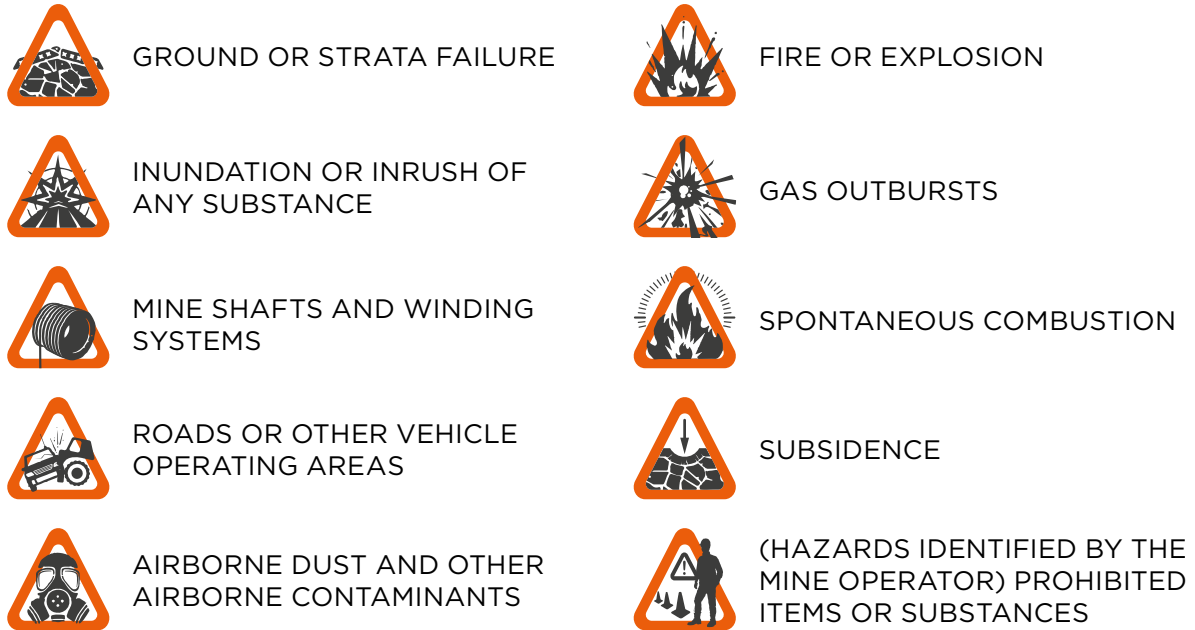 GROUND OR STRATA FAILURE
INUNDATION OR INRUSH OF
ANY SUBSTANCE
MINE SHAFTS AND WINDING
SYSTEMS
ROADS OR OTHER VEHICLE
OPERATING AREAS
AIRBORNE DUST AND OTHER
AIRBORNE CONTAMINANTS
FIRE OR EXPLOSION
GAS OUTBURSTS
SPONTANEOUS COMBUSTION
SUBSIDENCE
(HAZARDS IDENTIFIED BY THE
MINE OPERATOR) PROHIBITED
ITEMS OR SUBSTANCES